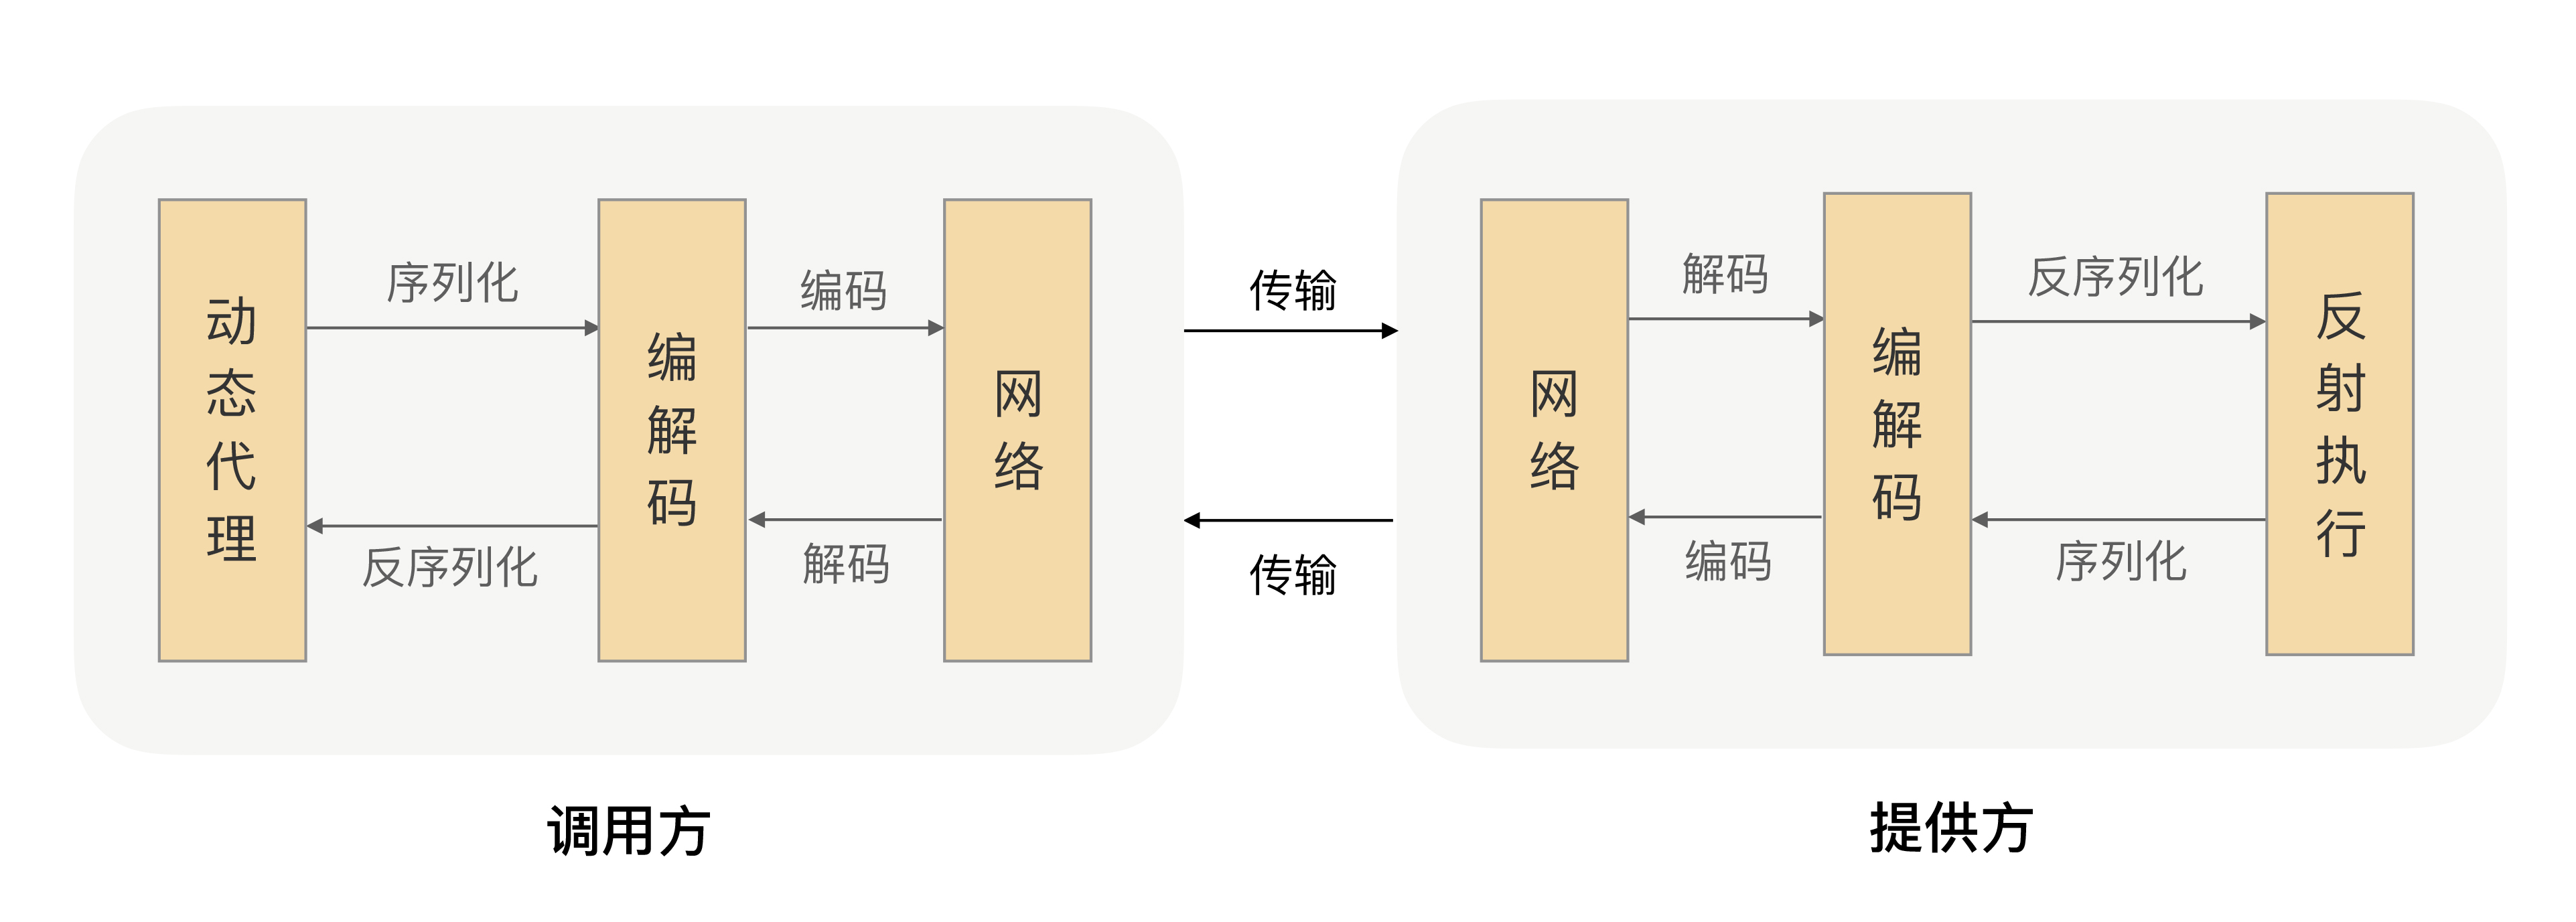 动态代理
序列化
反序列化
编解码
编码
解码
网络
传输
传输
网络
解码
编码
编解码
反序列化
序列化
反射执行
调用方
提供方